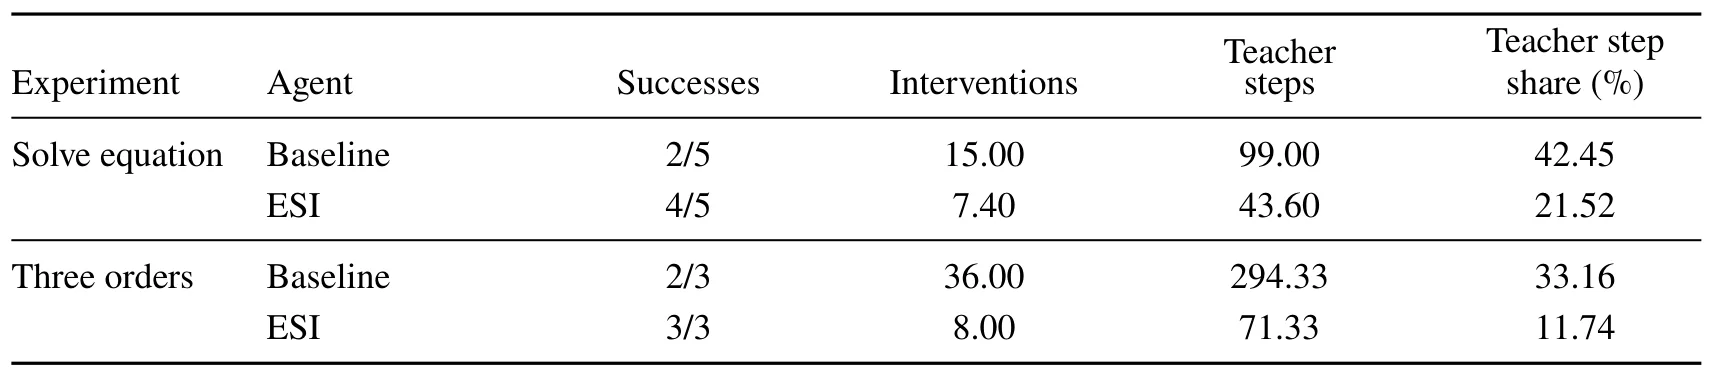 Experiment Agent Successes Interventions Teacher steps Teacher step share (%)
Solve equation Baseline 2/5 15.00 99.00 42.45
ESI 4/5 7.40 43.60 21.52
Three orders Baseline 2/3 36.00 294.33 33.16
ESI 3/3 8.00 71.33 11.74